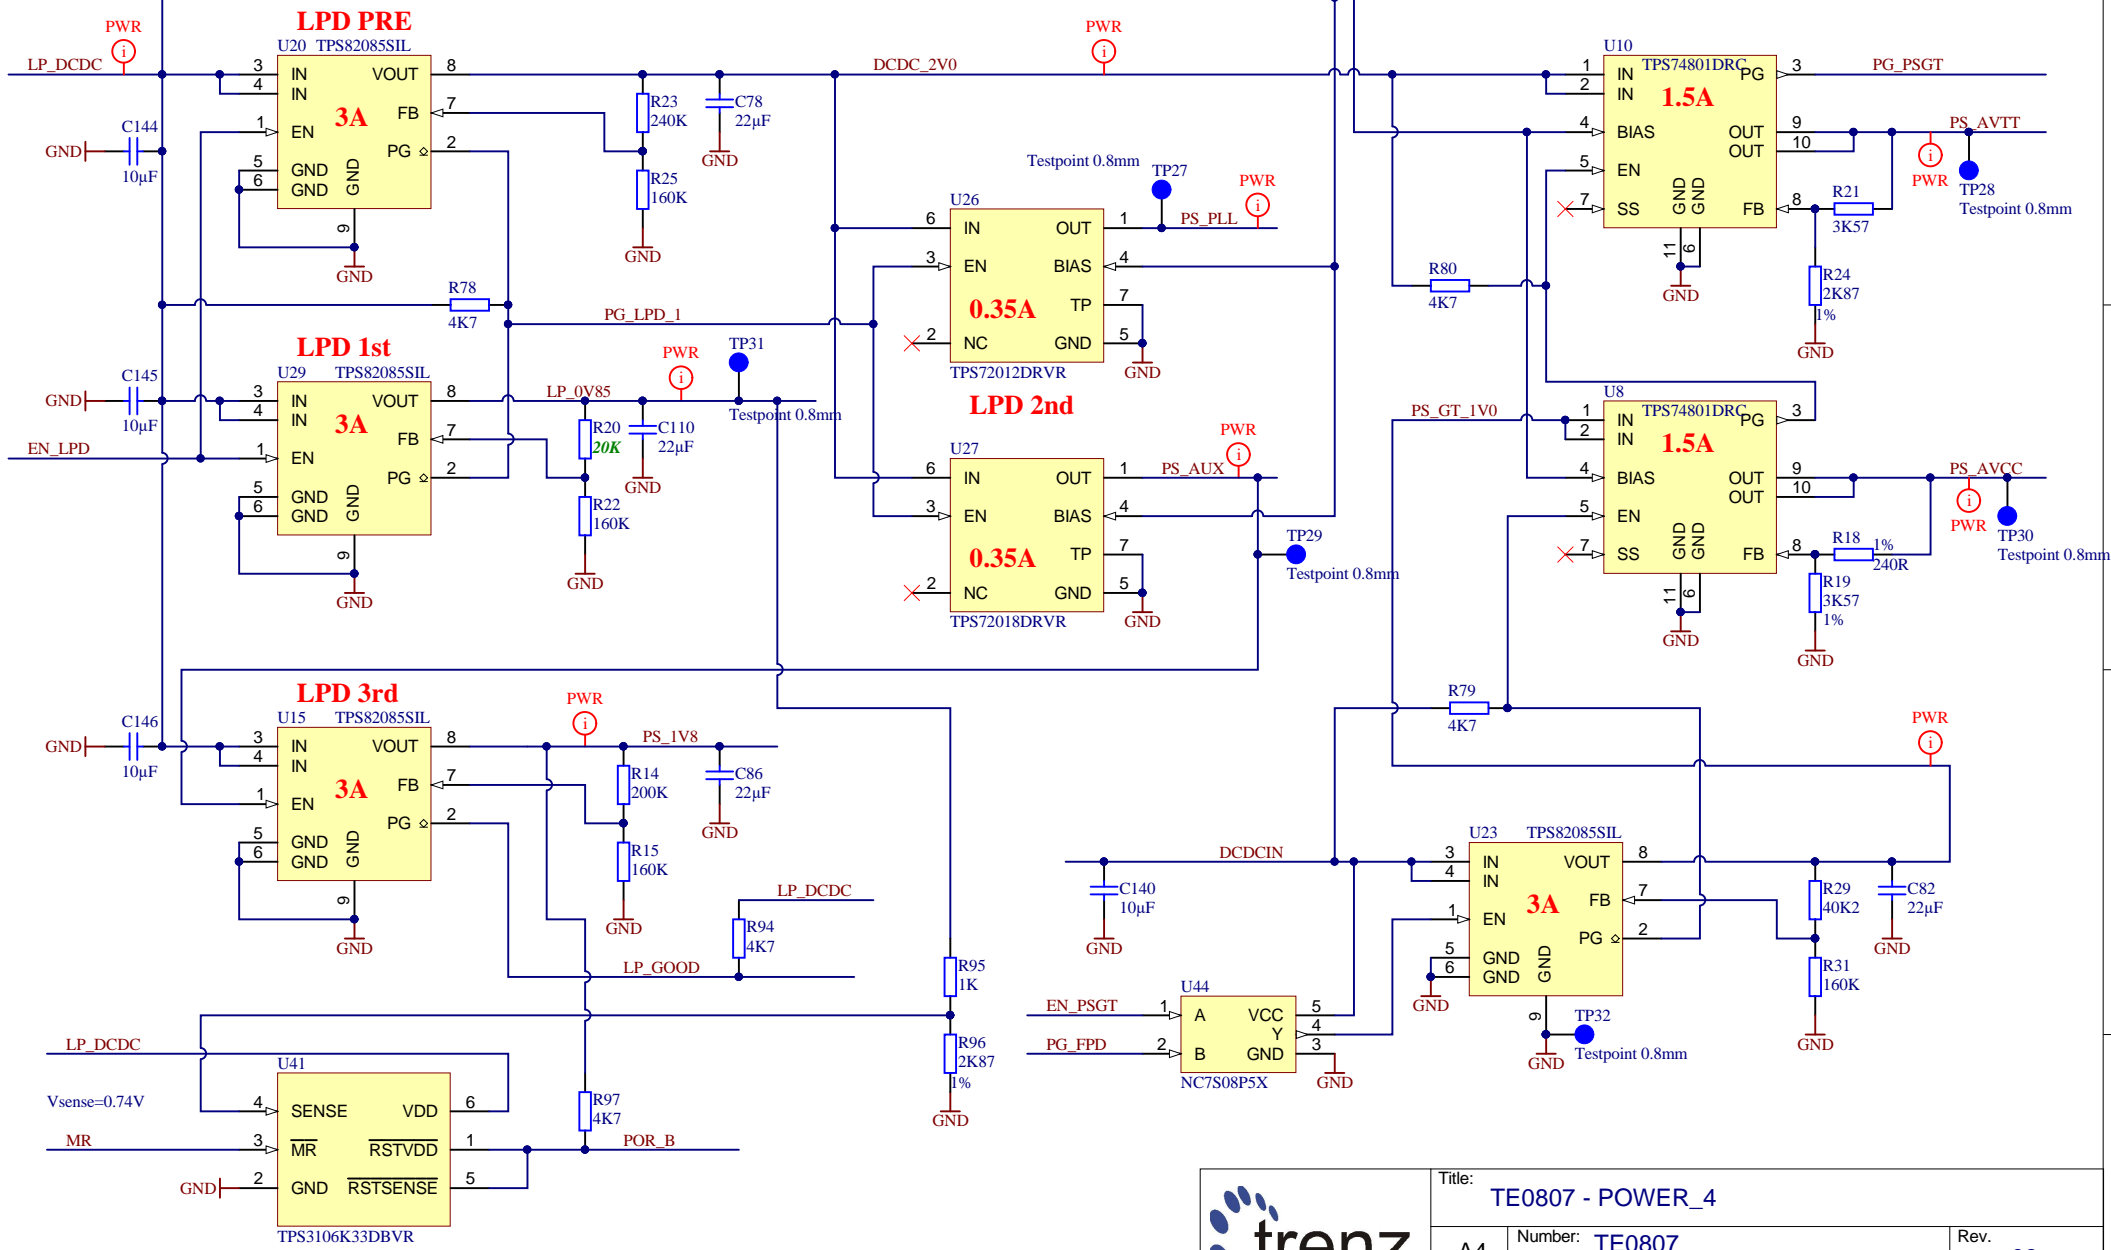 LPD PRE
U20 TPS82085SIL
PWR
i
LP_DCDC
3 IN VOUT 8
4 IN
3A
FB 7
1 EN
PG 2
5 GND
6 GND
GND
9
GND
C144
GND
10µF
R23
240K
C78
22µF
GND
R25
160K
GND
DCDC_2V0
PWR
i
R78
4K7
PG_LPD_1
LPD 1st
U29 TPS82085SIL
C145
GND
10µF
3 IN VOUT 8
4 IN
3A
FB 7
1 EN
PG 2
5 GND
6 GND
GND
9
GND
EN_LPD
LP_0V85
PWR
i
TP31
Testpoint 0.8mm
R20
20K
C110
22µF
GND
R22
160K
GND
Testpoint 0.8mm
TP27
PWR
i
U26
6 IN OUT 1
PS_PLL
3 EN BIAS 4
0.35A
TP 7
2 NC GND 5
TPS72012DRVR
GND
LPD 2nd
U27
6 IN OUT 1
PS_AUX
PWR
i
3 EN BIAS 4
0.35A
TP 7
2 NC GND 5
TPS72018DRVR
GND
TP29
Testpoint 0.8mm
U10
TPS74801DRC
1 IN PG 3
PG_PSGT
2 IN
1.5A
4 BIAS OUT 9
PS_AVTT
OUT 10
5 EN
7 SS
GND
GND
FB 8
11
6
GND
PWR
i
TP28
Testpoint 0.8mm
R21
3K57
R24
2K87
1%
GND
R80
4K7
U8
TPS74801DRC
PS_GT_1V0
1 IN PG 3
2 IN
1.5A
4 BIAS OUT 9
PS_AVCC
OUT 10
5 EN
7 SS
GND
GND
FB 8
11
6
GND
PWR
i
TP30
Testpoint 0.8mm
R18
1%
240R
R19
3K57
1%
GND
LPD 3rd
U15 TPS82085SIL
C146
GND
10µF
3 IN VOUT 8
4 IN
3A
FB 7
1 EN
PG 2
5 GND
6 GND
GND
9
GND
PWR
i
PS_1V8
R14
200K
C86
22µF
GND
R15
160K
GND
LP_DCDC
R94
4K7
LP_GOOD
R95
1K
R96
2K87
1%
GND
R79
4K7
PWR
i
DCDCIN
C140
10µF
GND
U23 TPS82085SIL
3 IN VOUT 8
4 IN
3A
FB 7
1 EN
PG 2
5 GND
6 GND
GND
GND
9
TP32
GND
Testpoint 0.8mm
R29
40K2
C82
22µF
GND
R31
160K
GND
U44
EN_PSGT
1 A VCC 5
Y 4
PG_FPD
2 B GND 3
NC7S08P5X
GND
LP_DCDC
U41
Vsense=0.74V
4 SENSE VDD 6
MR
3 MR RSTVDD 1
GND
2 GND RSTSENSE 5
TPS3106K33DBVR
R97
4K7
POR_B
trenz
Title:
TE0807 - POWER_4
Number: TE0807
Rev.